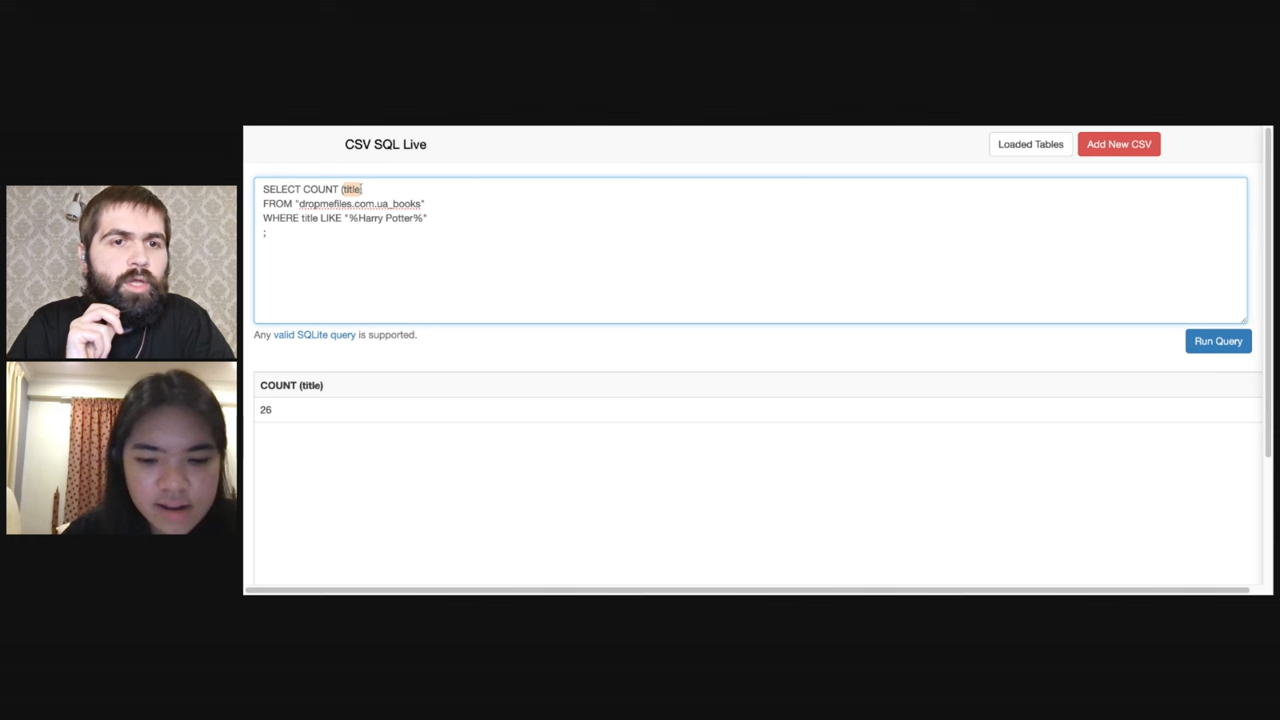 CSV SQL Live
Loaded Tables
Add New CSV
SELECT COUNT (title)
FROM "dropmefiles.com.ua_books"
WHERE title LIKE "%Harry Potter%"
;
Any valid SQLite query is supported.
Run Query
COUNT (title)
26